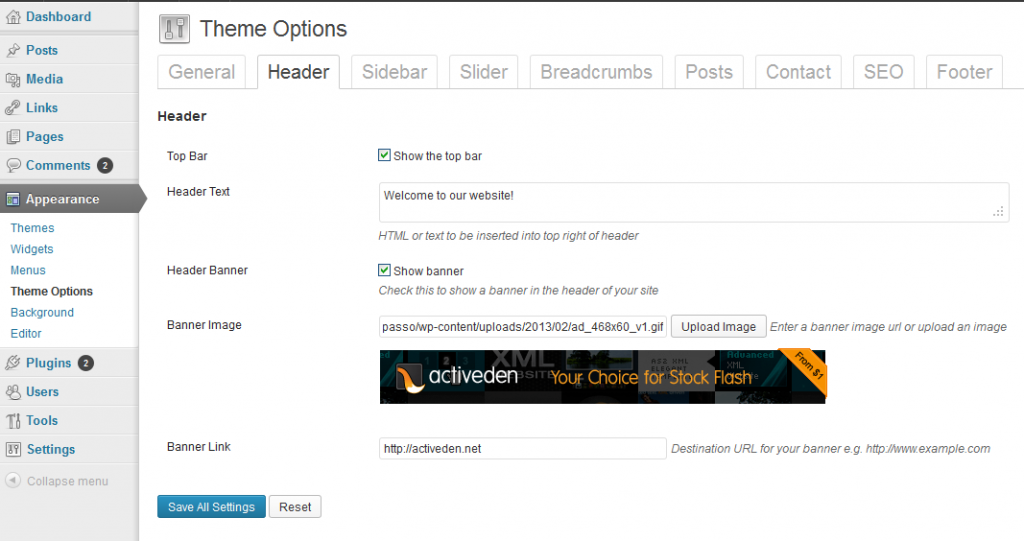 Dashboard
Posts
Media
Links
Pages
Comments 2
Appearance
Themes
Widgets
Menus
Theme Options
Background
Editor
Plugins 2
Users
Tools
Settings
Collapse menu
Theme Options
General Header Sidebar Slider Breadcrumbs Posts Contact SEO Footer
Header
Top Bar Show the top bar
Header Text Welcome to our website!
HTML or text to be inserted into top right of header
Header Banner Show banner
Check this to show a banner in the header of your site
Banner Image passo/wp-content/uploads/2013/02/ad_468x60_v1.gif Upload Image Enter a banner image url or upload an image
1 2 3
XML
Advanced
XML
activeden Your Choice for Stock Flash From $1
Banner Link http://activeden.net Destination URL for your banner e.g. http://www.example.com
Save All Settings Reset